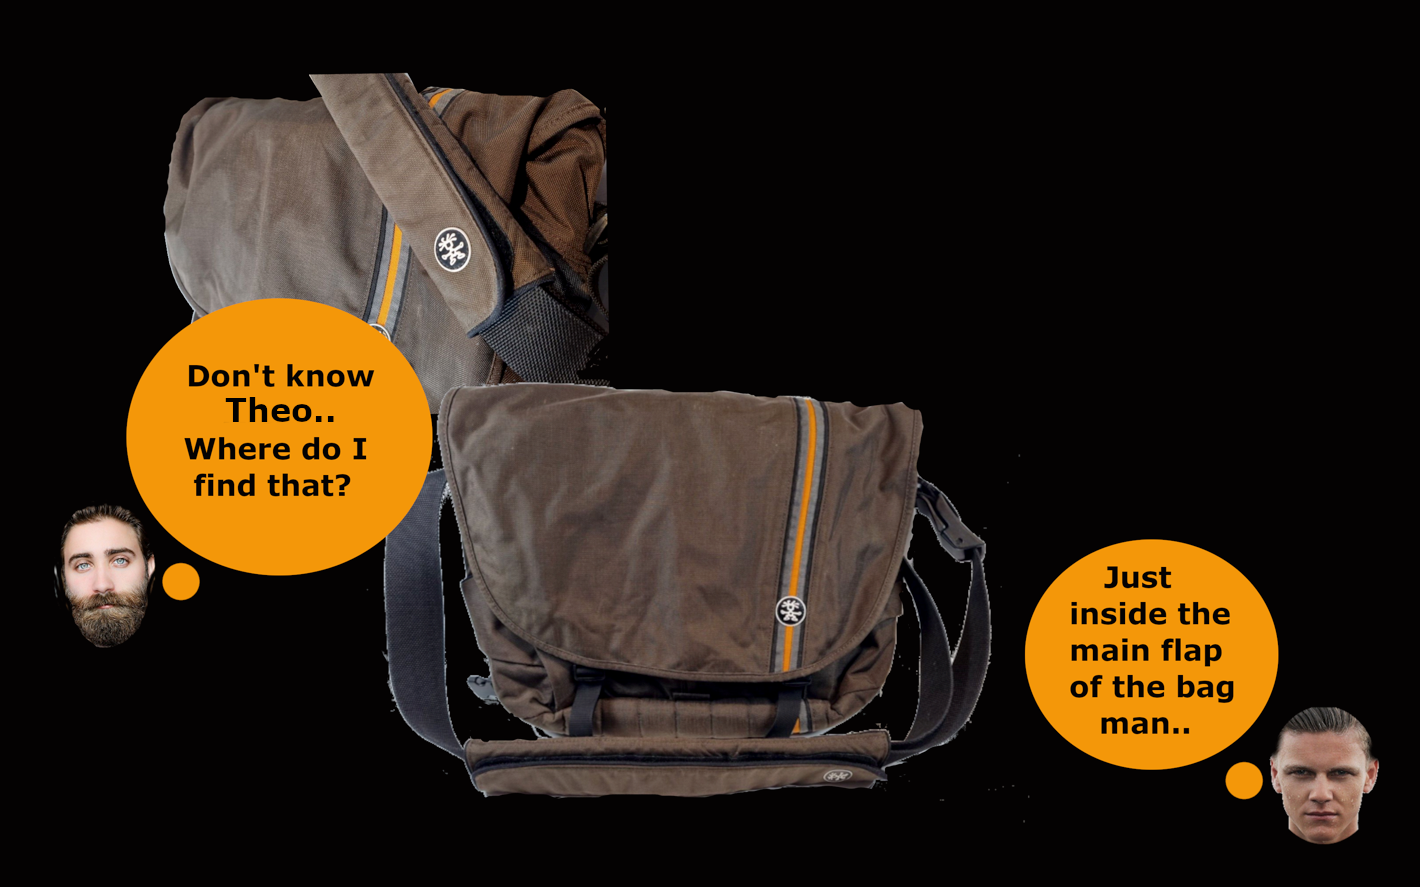 Don't know
Theo..
Where do I
find that?
Just
inside the
main flap
of the bag
man..